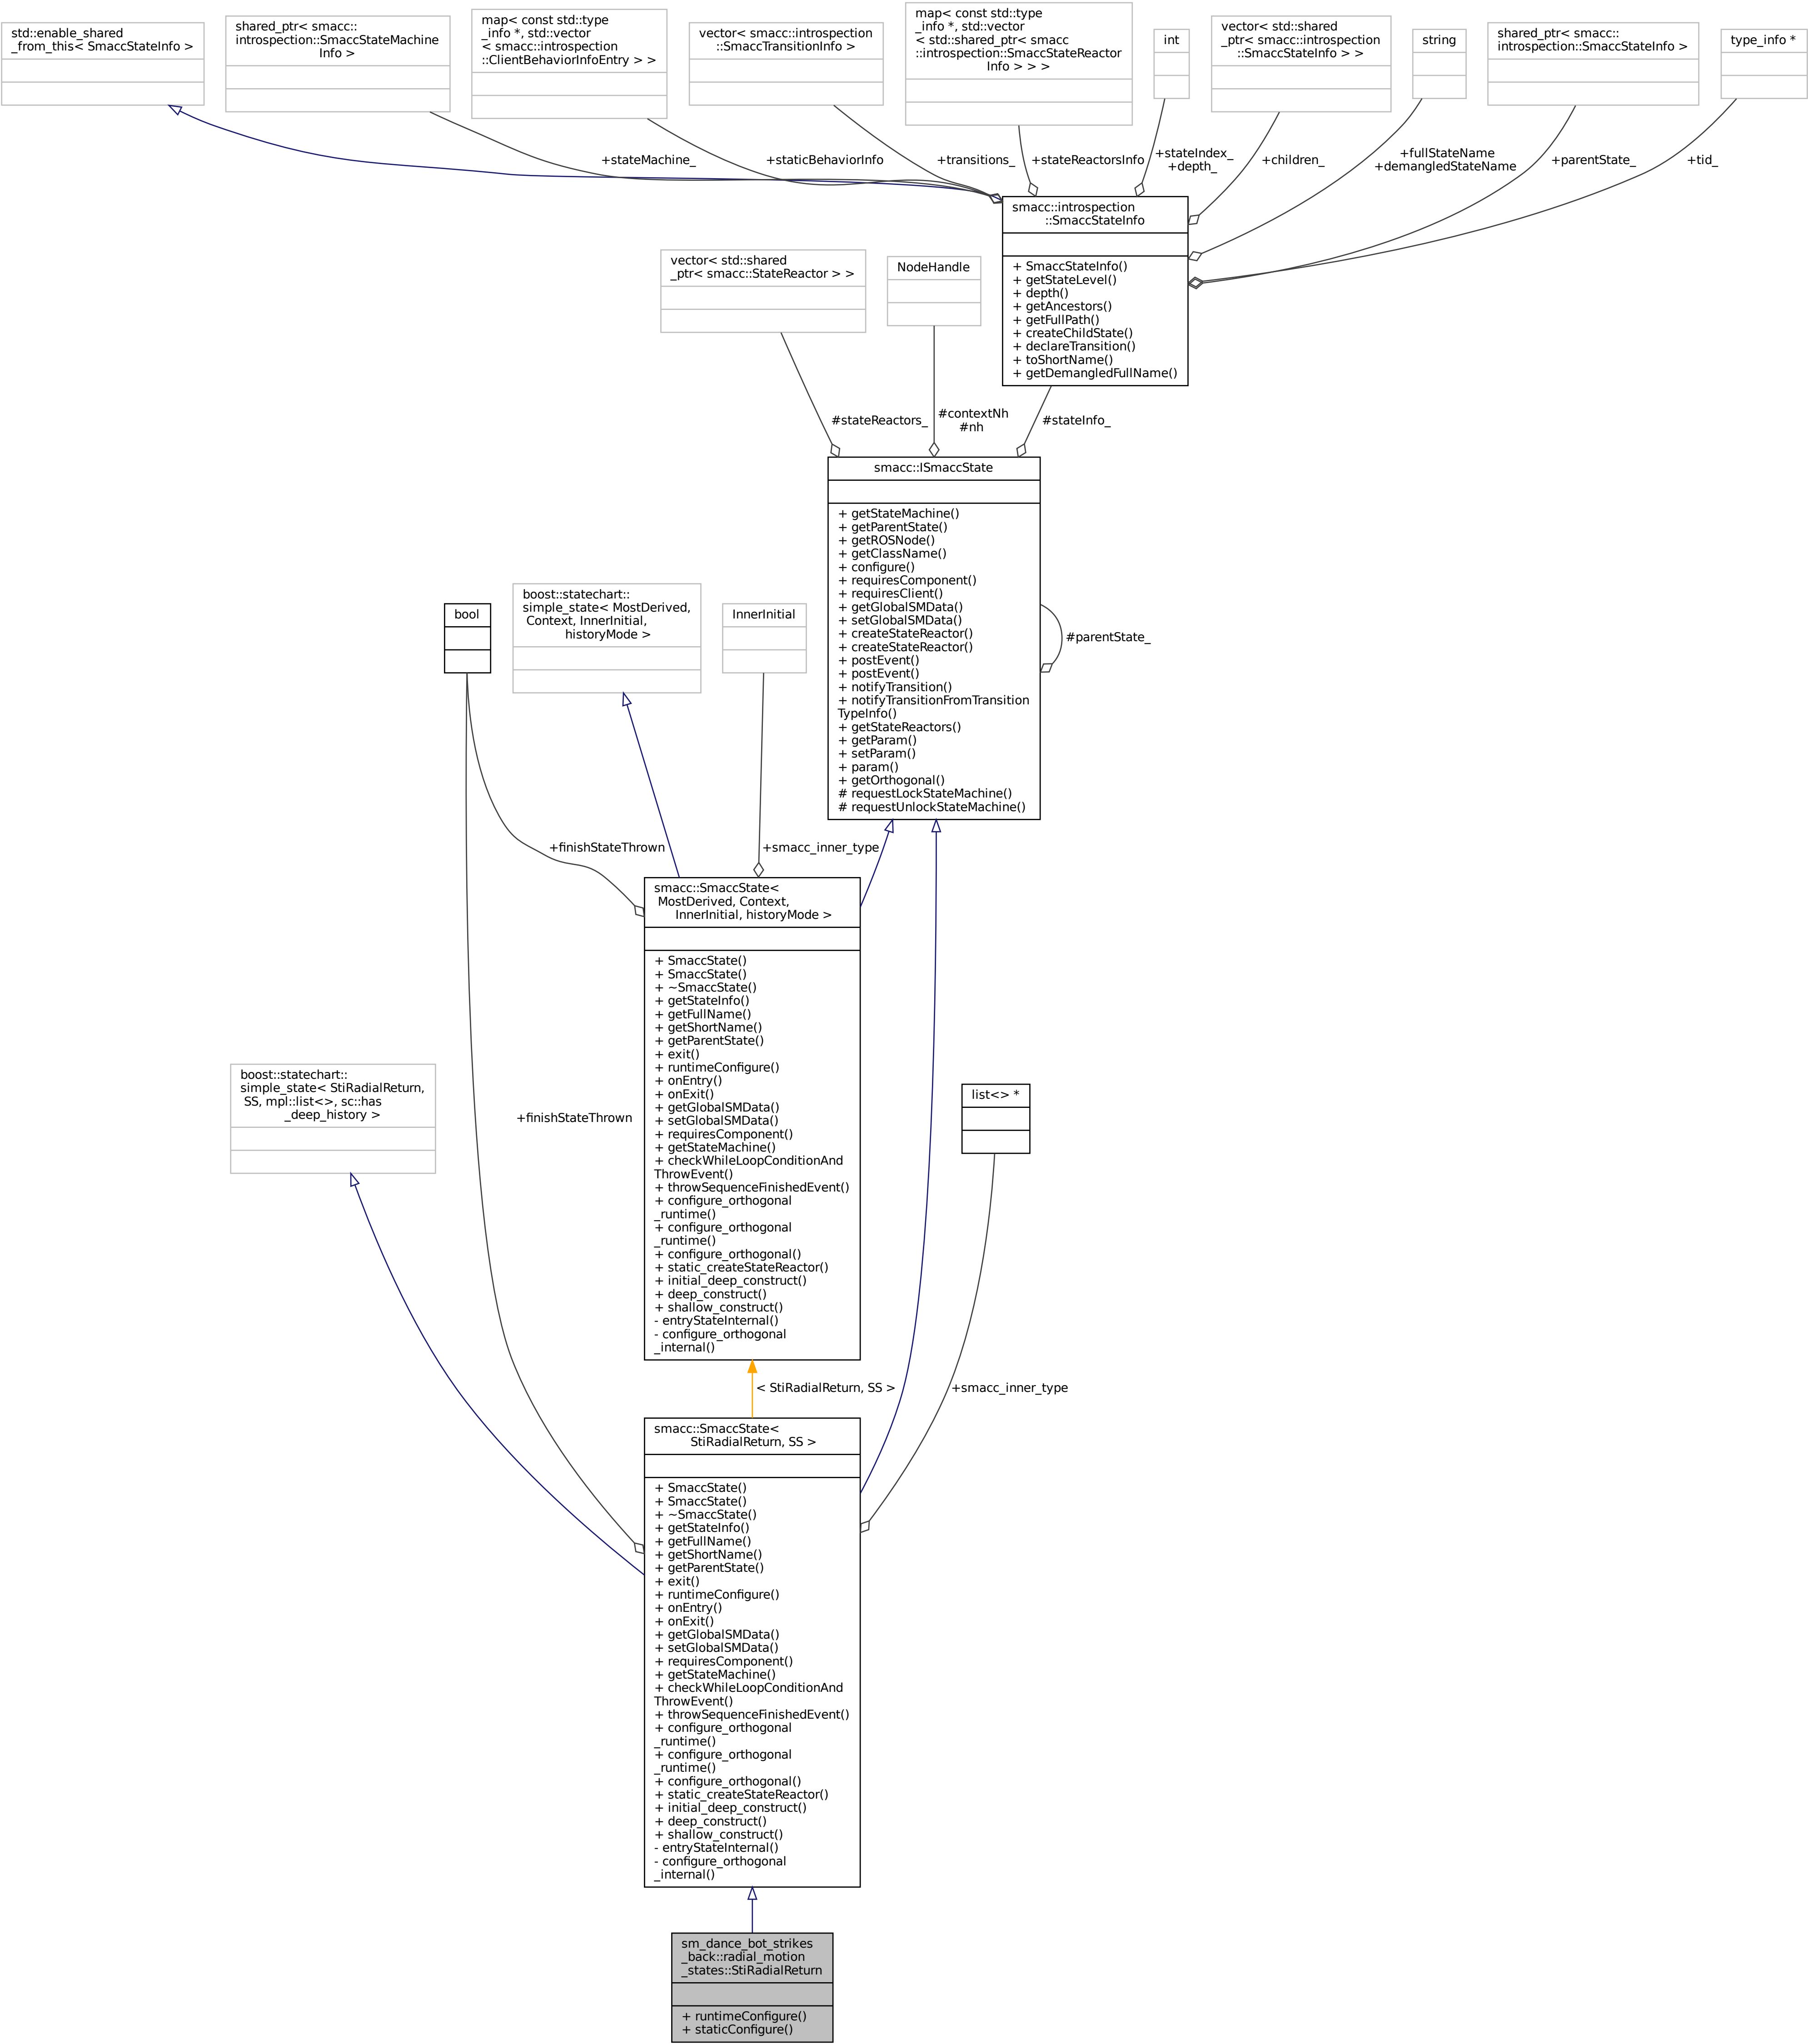 std::enable_shared
_from_this< SmaccStateInfo >
shared_ptr< smacc::
introspection::SmaccStateMachine
Info >
map< const std::type
_info *, std::vector
< smacc::introspection
::ClientBehaviorInfoEntry > >
vector< smacc::introspection
::SmaccTransitionInfo >
map< const std::type
_info *, std::vector
< std::shared_ptr< smacc
::introspection::SmaccStateReactor
Info > > >
int
vector< std::shared
_ptr< smacc::introspection
::SmaccStateInfo > >
string
shared_ptr< smacc::
introspection::SmaccStateInfo >
type_info *
+stateMachine_
+staticBehaviorInfo
+transitions_
+stateReactorsInfo
+stateIndex_
+depth_
+children_
+fullStateName
+demangledStateName
+parentState_
+tid_
smacc::introspection
::SmaccStateInfo
+ SmaccStateInfo()
+ getStateLevel()
+ depth()
+ getAncestors()
+ getFullPath()
+ createChildState()
+ declareTransition()
+ toShortName()
+ getDemangledFullName()
vector< std::shared
_ptr< smacc::StateReactor > >
NodeHandle
#stateReactors_
#contextNh
#nh
#stateInfo_
smacc::ISmaccState
+ getStateMachine()
+ getParentState()
+ getROSNode()
+ getClassName()
+ configure()
+ requiresComponent()
+ requiresClient()
+ getGlobalSMData()
+ setGlobalSMData()
+ createStateReactor()
+ createStateReactor()
+ postEvent()
+ postEvent()
+ notifyTransition()
+ notifyTransitionFromTransition
TypeInfo()
+ getStateReactors()
+ getParam()
+ setParam()
+ param()
+ getOrthogonal()
# requestLockStateMachine()
# requestUnlockStateMachine()
#parentState_
bool
boost::statechart::
simple_state< MostDerived,
Context, InnerInitial,
historyMode >
InnerInitial
+finishStateThrown
+smacc_inner_type
smacc::SmaccState<
MostDerived, Context,
InnerInitial, historyMode >
+ SmaccState()
+ SmaccState()
+ ~SmaccState()
+ getStateInfo()
+ getFullName()
+ getShortName()
+ getParentState()
+ exit()
+ runtimeConfigure()
+ onEntry()
+ onExit()
+ getGlobalSMData()
+ setGlobalSMData()
+ requiresComponent()
+ getStateMachine()
+ checkWhileLoopConditionAnd
ThrowEvent()
+ throwSequenceFinishedEvent()
+ configure_orthogonal
_runtime()
+ configure_orthogonal
_runtime()
+ configure_orthogonal()
+ static_createStateReactor()
+ initial_deep_construct()
+ deep_construct()
+ shallow_construct()
- entryStateInternal()
- configure_orthogonal
_internal()
boost::statechart::
simple_state< StiRadialReturn,
SS, mpl::list<>, sc::has
_deep_history >
+finishStateThrown
list<> *
< StiRadialReturn, SS >
+smacc_inner_type
smacc::SmaccState<
StiRadialReturn, SS >
+ SmaccState()
+ SmaccState()
+ ~SmaccState()
+ getStateInfo()
+ getFullName()
+ getShortName()
+ getParentState()
+ exit()
+ runtimeConfigure()
+ onEntry()
+ onExit()
+ getGlobalSMData()
+ setGlobalSMData()
+ requiresComponent()
+ getStateMachine()
+ checkWhileLoopConditionAnd
ThrowEvent()
+ throwSequenceFinishedEvent()
+ configure_orthogonal
_runtime()
+ configure_orthogonal
_runtime()
+ configure_orthogonal()
+ static_createStateReactor()
+ initial_deep_construct()
+ deep_construct()
+ shallow_construct()
- entryStateInternal()
- configure_orthogonal
_internal()
sm_dance_bot_strikes
_back::radial_motion
_states::StiRadialReturn
+ runtimeConfigure()
+ staticConfigure()